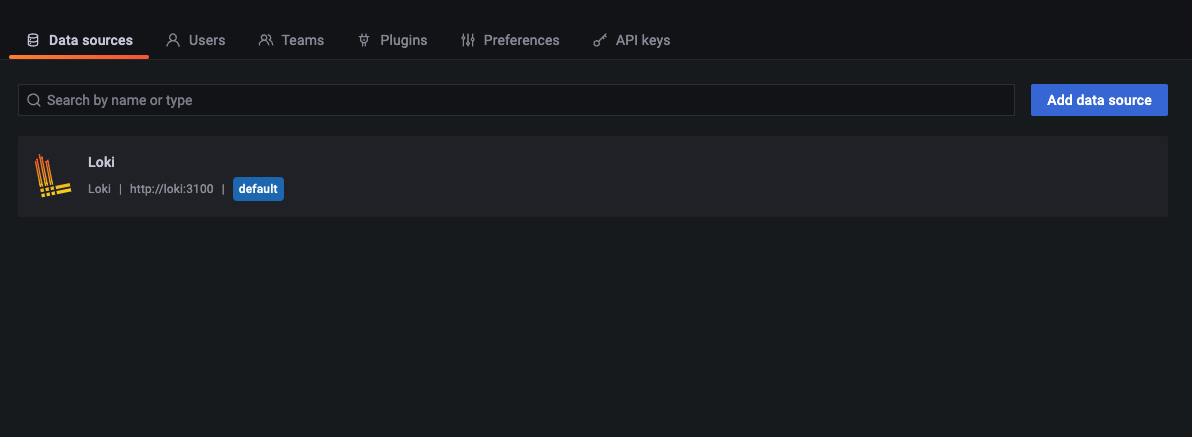 Data sources Users Teams Plugins Preferences API keys
Search by name or type Add data source
Loki
Loki | http://loki:3100 | default